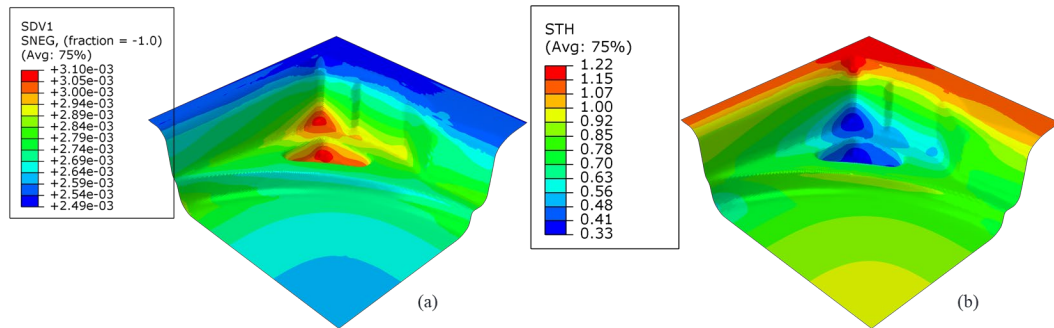 SDV1
SNEG, (fraction = -1.0)
(Avg: 75%)
+3.10e-03
+3.05e-03
+3.00e-03
+2.94e-03
+2.89e-03
+2.84e-03
+2.79e-03
+2.74e-03
+2.69e-03
+2.64e-03
+2.59e-03
+2.54e-03
+2.49e-03
(a)
STH
(Avg: 75%)
1.22
1.15
1.07
1.00
0.92
0.85
0.78
0.70
0.63
0.56
0.48
0.41
0.33
(b)